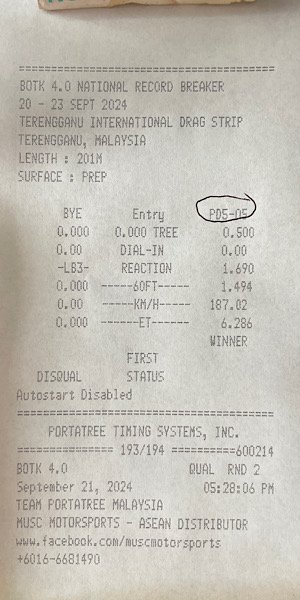 ==================================
BOTK 4.0 NATIONAL RECORD BREAKER
20 - 23 SEPT 2024
TERENGGANU INTERNATIONAL DRAG STRIP
TERENGGANU, MALAYSIA
LENGTH : 201M
SURFACE : PREP
BYE Entry PD5-05
0.000 0.000 TREE 0.500
0.00 DIAL-IN 0.00
-LB3- REACTION 1.690
0.000 -----60FT----- 1.494
0.00 -----KM/H----- 187.02
0.000 ------ET------ 6.286
WINNER
FIRST
DISQUAL STATUS
Autostart Disabled
==================================
PORTATREE TIMING SYSTEMS, INC.
============= 193/194 ==========600214
BOTK 4.0 QUAL RND 2
September 21, 2024 05:28:06 PM
TEAM PORTATREE MALAYSIA
MUSC MOTORSPORTS - ASEAN DISTRIBUTOR
www.facebook.com/muscmotorsports
+6016-6681490